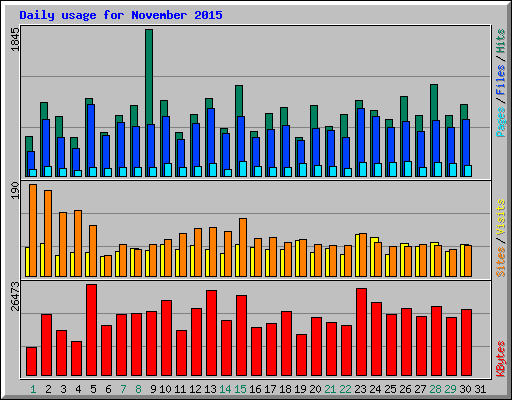 Daily usage for November 2015
1845
Pages / Files / Hits
190
Sites / Visits
26473
KBytes
1 2 3 4 5 6 7 8 9 10 11 12 13 14 15 16 17 18 19 20 21 22 23 24 25 26 27 28 29 30 31